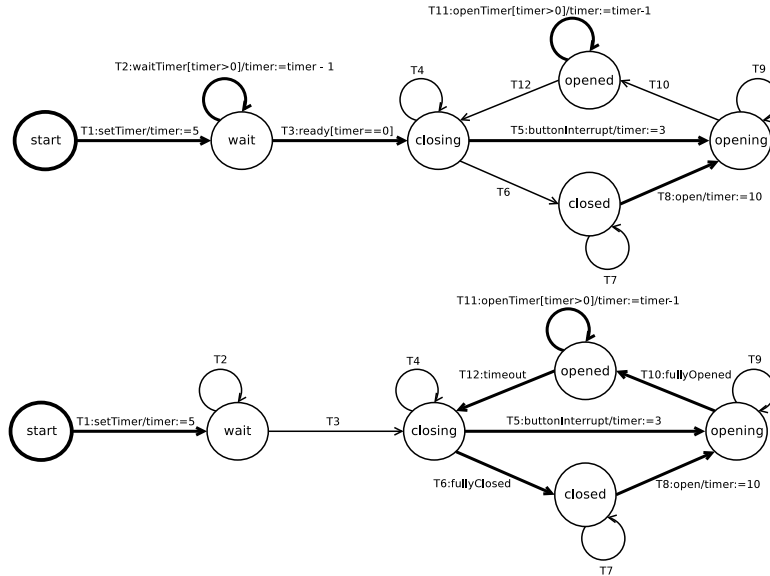 T11:openTimer[timer>0]/timer:=timer-1
T2:waitTimer[timer>0]/timer:=timer - 1
T4
T9
opened
T12
T10
start
T1:setTimer/timer:=5
wait
T3:ready[timer==0]
closing
T5:buttonInterrupt/timer:=3
opening
T6
closed
T8:open/timer:=10
T7
T11:openTimer[timer>0]/timer:=timer-1
T2
T4
T9
opened
T12:timeout
T10:fullyOpened
start
T1:setTimer/timer:=5
wait
T3
closing
T5:buttonInterrupt/timer:=3
opening
T6:fullyClosed
closed
T8:open/timer:=10
T7